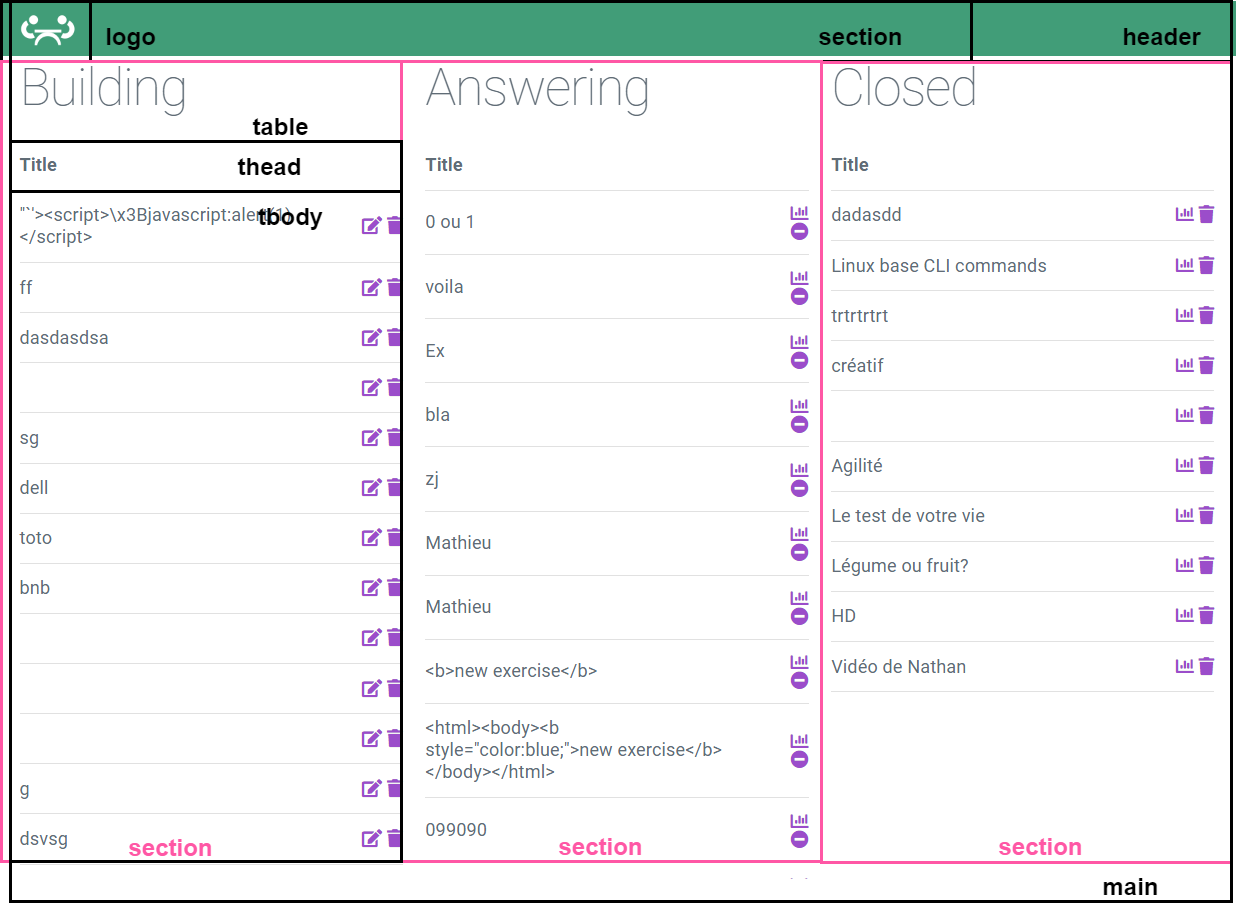 logo
section
header
Building
table
thead
Title
tbody
"`'><script>\x3Bjavascript:alert(1)
</script>
ff
dasdasdsa
sg
dell
toto
bnb
g
dsvsg
section
Answering
Title
0 ou 1
voila
Ex
bla
zj
Mathieu
Mathieu
<b>new exercise</b>
<html><body><b
style="color:blue;">new exercise</b>
</body></html>
099090
section
Closed
Title
dadasdd
Linux base CLI commands
trtrtrtrt
créatif
Agilité
Le test de votre vie
Légume ou fruit?
HD
Vidéo de Nathan
section
main